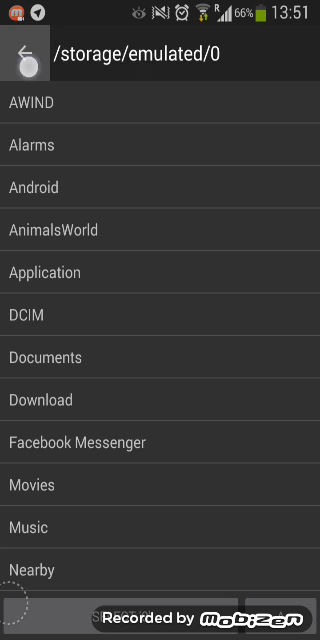 66% 13:51
/storage/emulated/0
AWIND
Alarms
Android
AnimalsWorld
Application
DCIM
Documents
Download
Facebook Messenger
Movies
Music
Nearby
Recorded by Mobizen